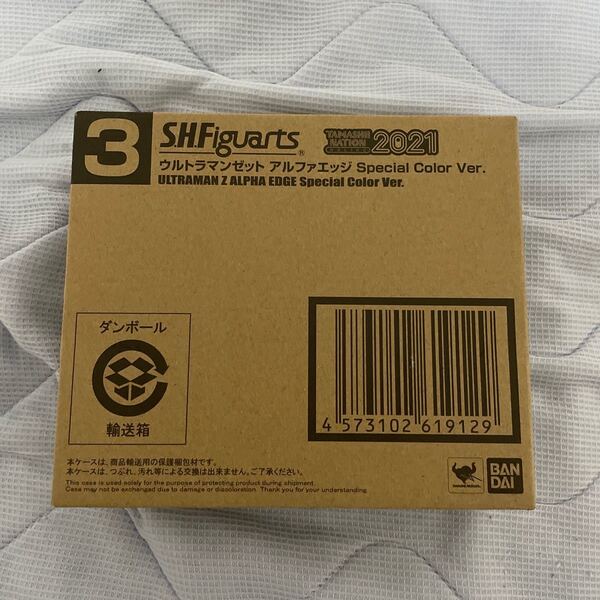 3
S.H.Figuarts®
TAMASHII NATION ONLINE 2021
ウルトラマンゼット アルファエッジ Special Color Ver.
ULTRAMAN Z ALPHA EDGE Special Color Ver.
ダンボール
輸送箱
4 573102 619129
本ケースは、商品輸送用の保護梱包材です。
本ケースは、つぶれ、汚れ等による交換は出来ません。ご了承ください。
This case is used solely for the purpose of protecting product during shipment.
Case may not be exchanged due to damage or discoloration. Thank you for your understanding.
BAN
DAI